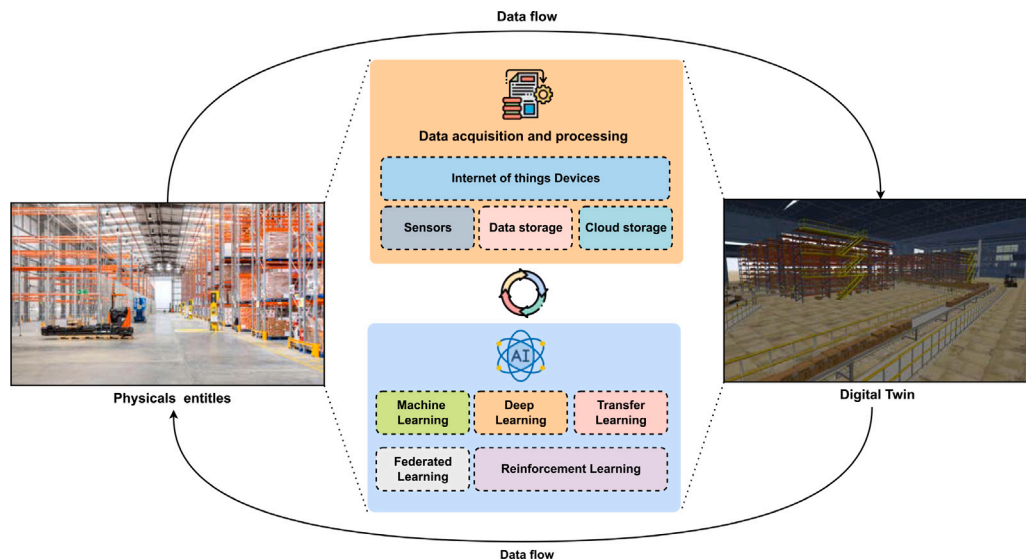 Data flow
Data acquisition and processing
Internet of things Devices
Sensors
Data storage
Cloud storage
Physicals entitles
Digital Twin
AI
Machine
Learning
Deep
Learning
Transfer
Learning
Federated
Learning
Reinforcement Learning
Data flow